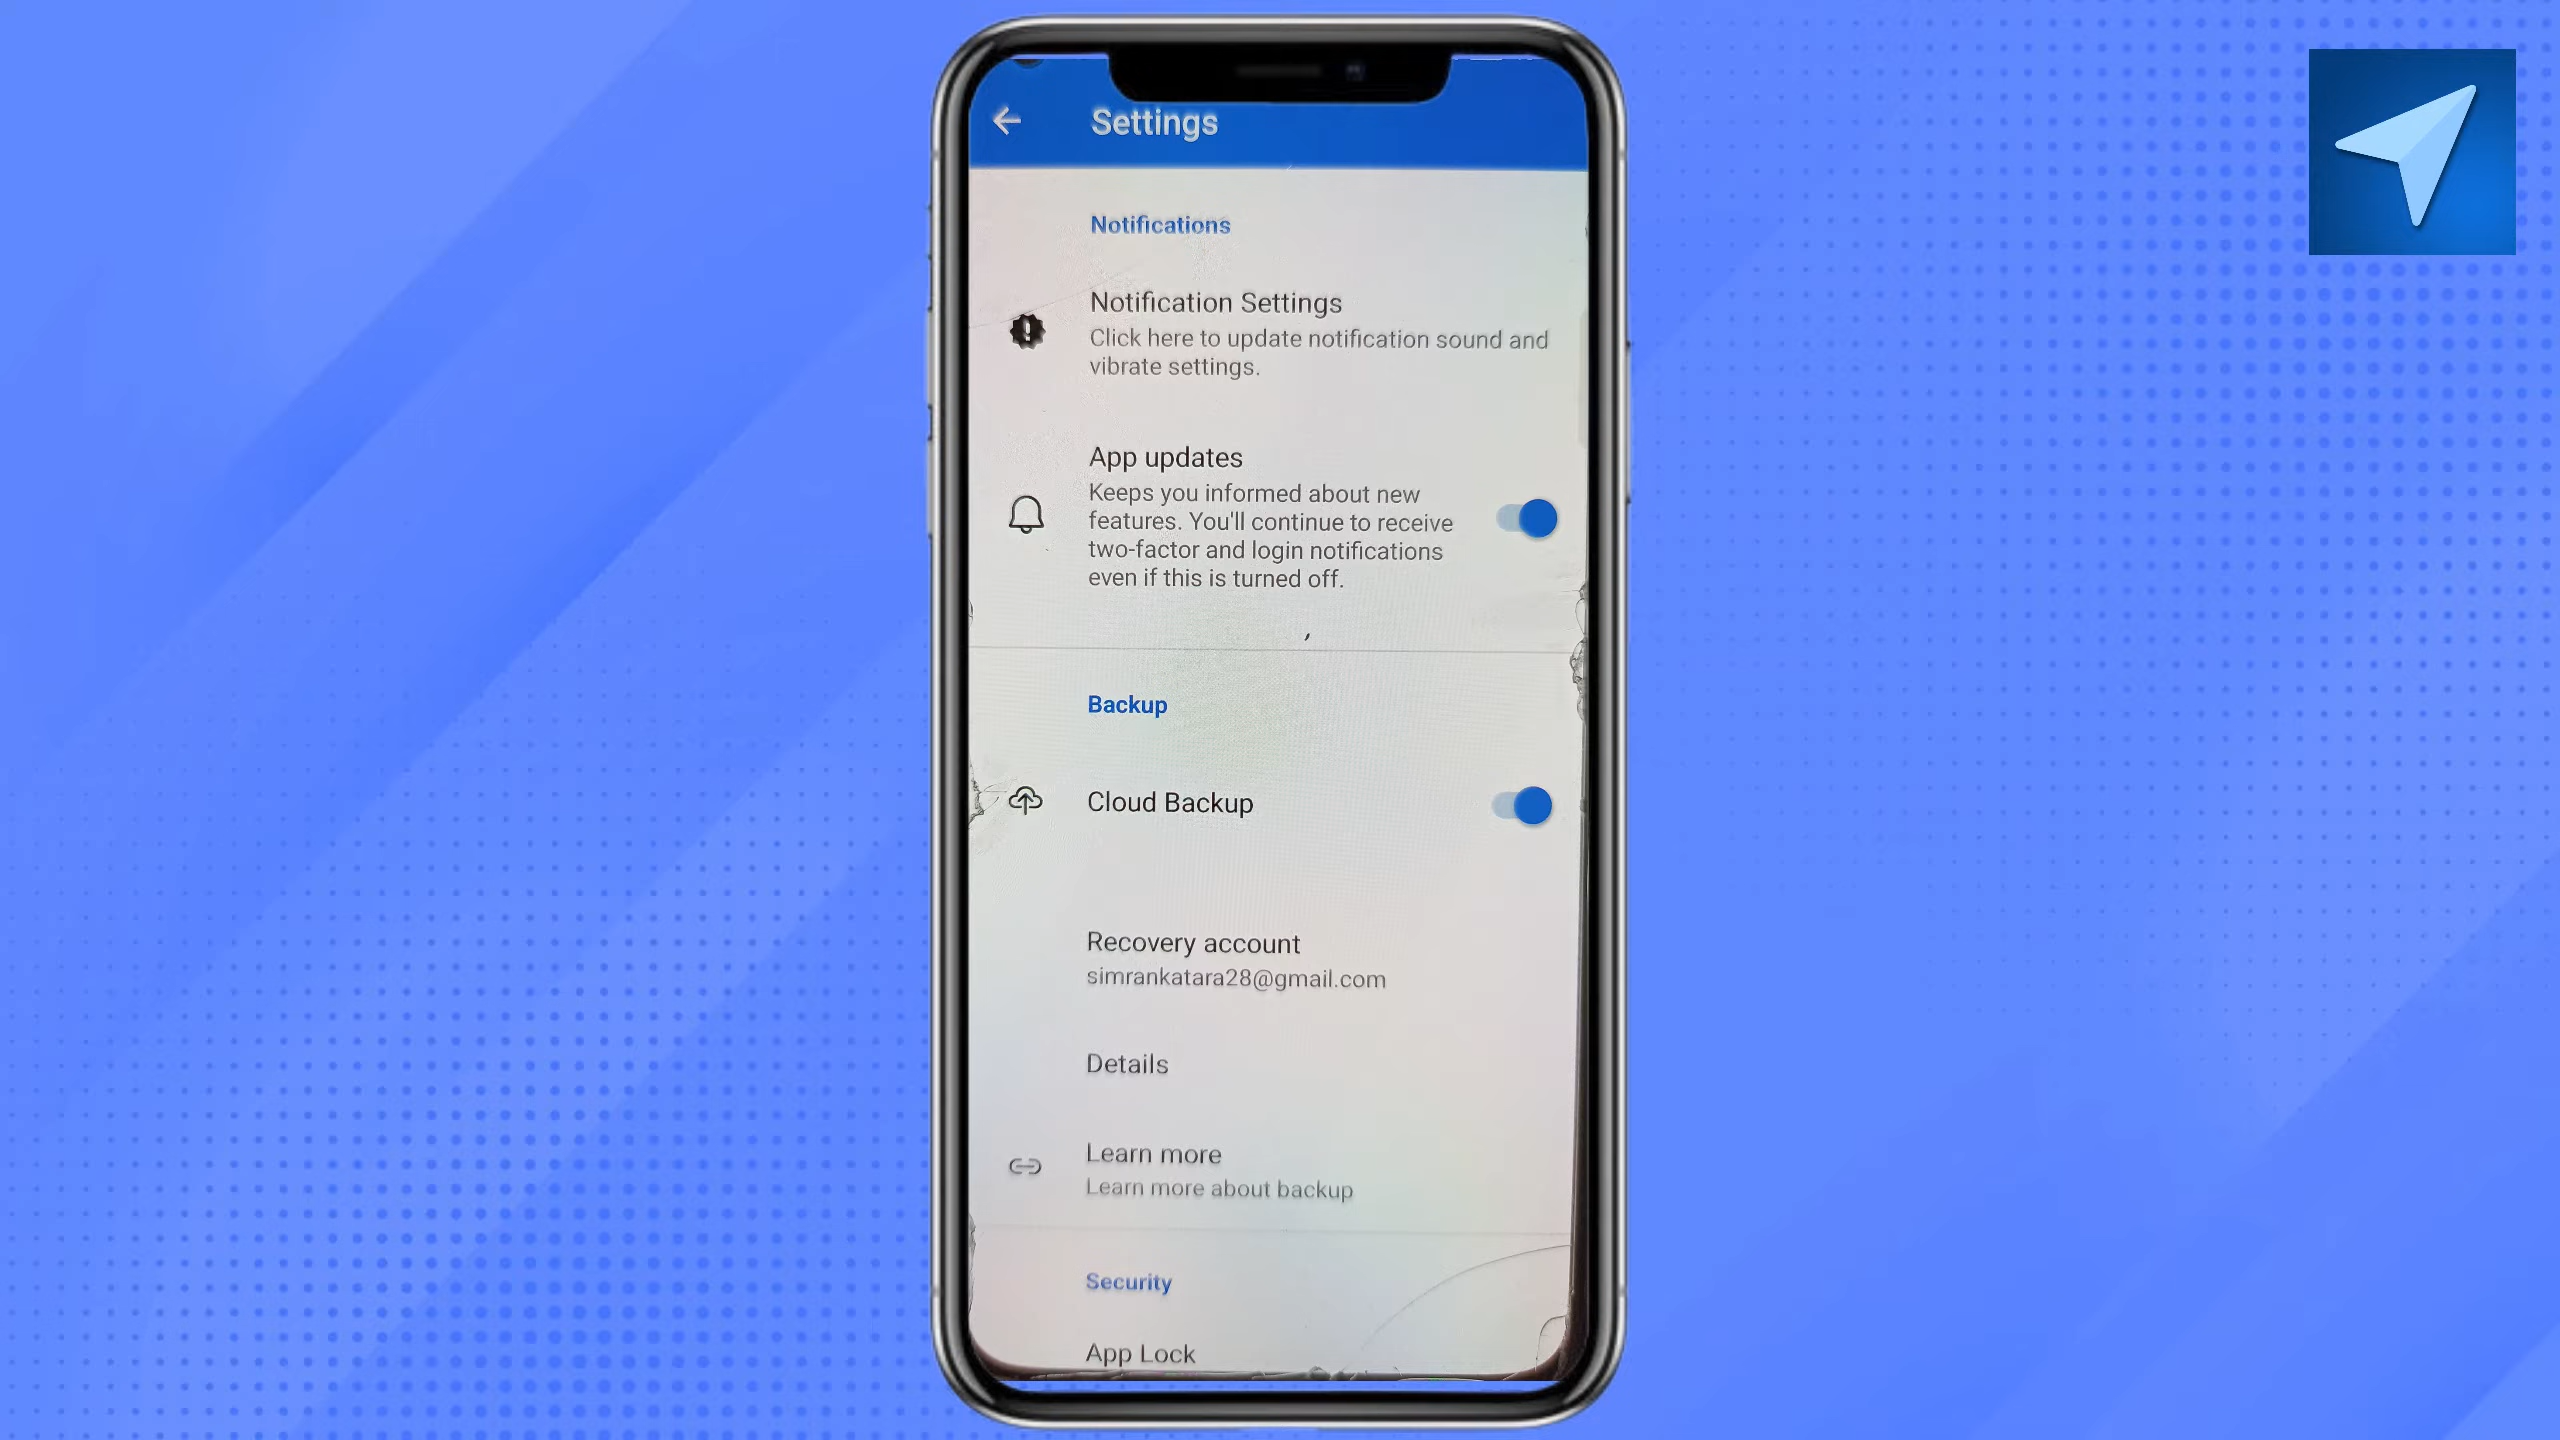 Settings
Notifications
Notification Settings
Click here to update notification sound and
vibrate settings.
App updates
Keeps you informed about new
features. You'll continue to receive
two-factor and login notifications
even if this is turned off.
Backup
Cloud Backup
Recovery account
simrankatara28@gmail.com
Details
Learn more
Learn more about backup
Security
App Lock